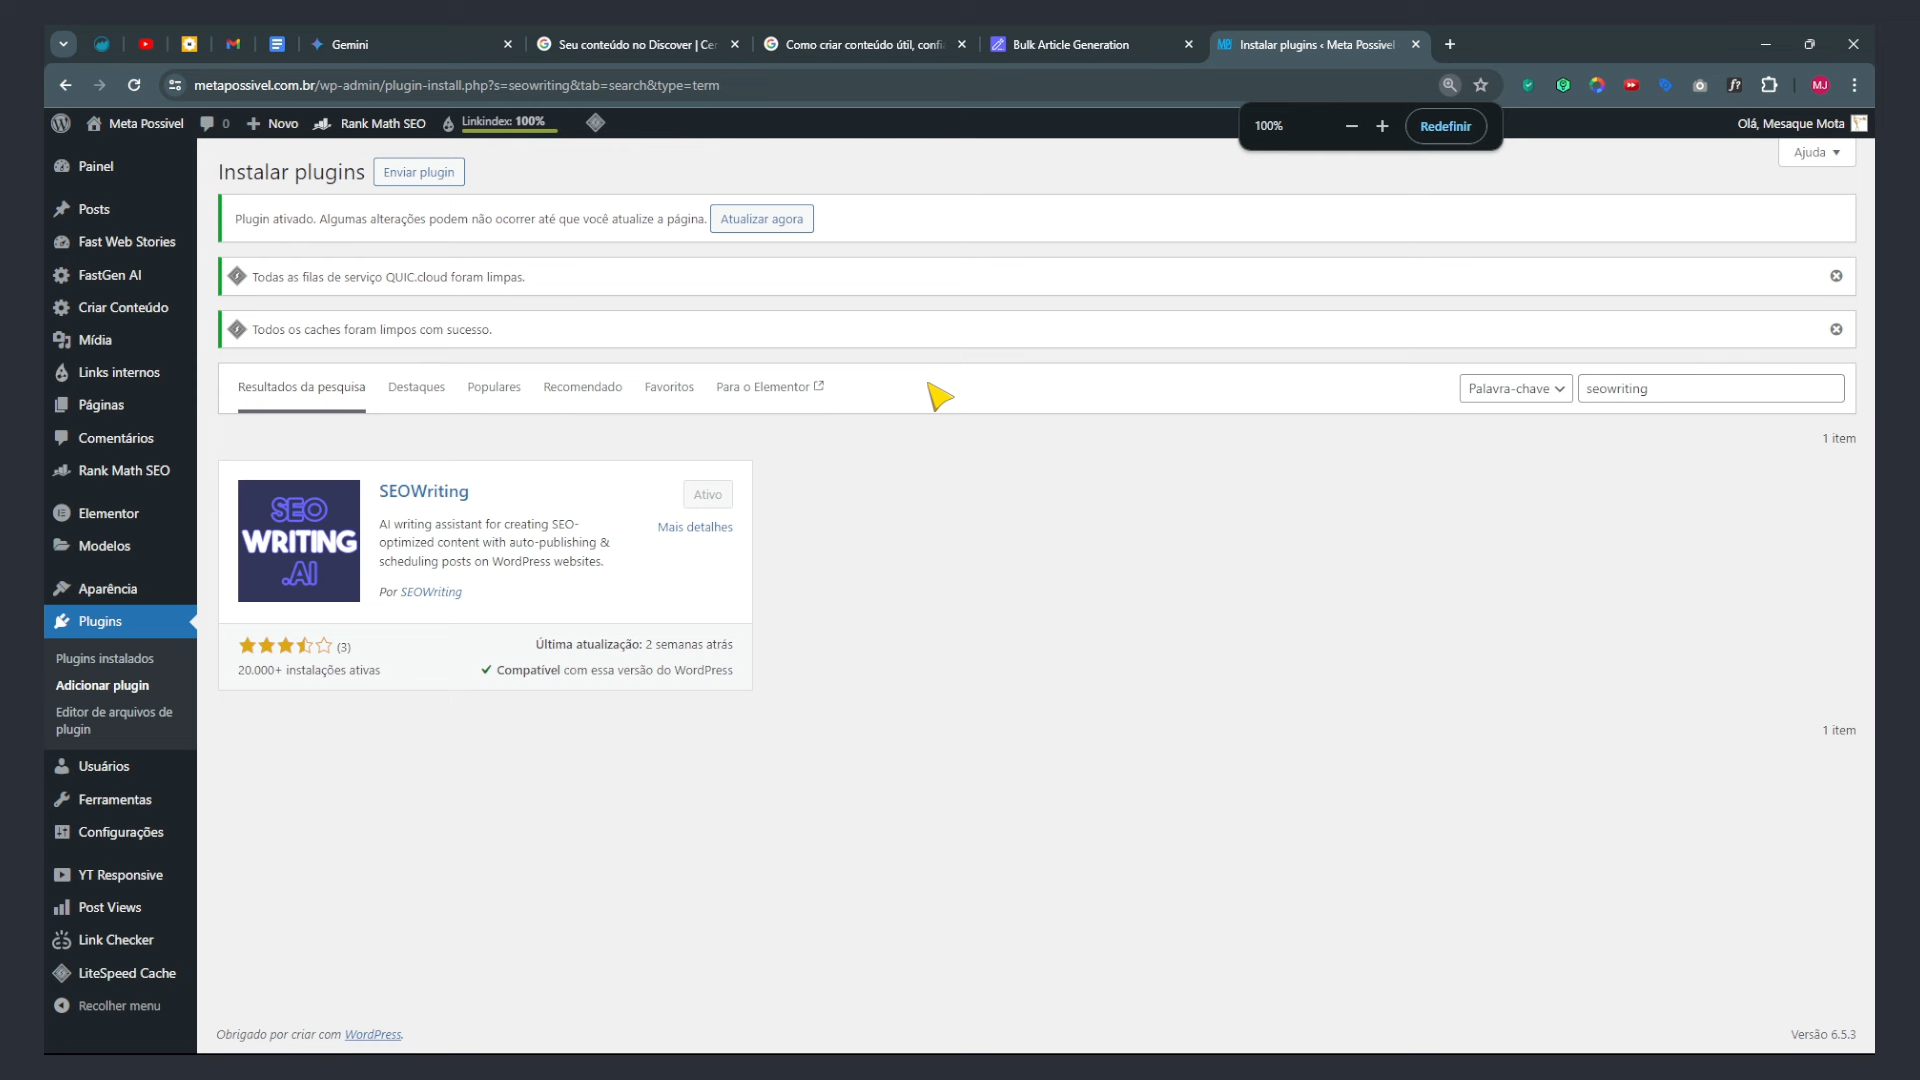 Gemini
Seu conteúdo no Discover | Cer
Como criar conteúdo útil, confi
Bulk Article Generation
Instalar plugins ‹ Meta Possível
metapossivel.com.br/wp-admin/plugin-install.php?s=seowriting&tab=search&type=term
MJ
Meta Possivel
0
Novo
Rank Math SEO
Linkindex: 100%
100%
Redefinir
Olá, Mesaque Mota
Ajuda
Painel
Posts
Fast Web Stories
FastGen AI
Criar Conteúdo
Mídia
Links internos
Páginas
Comentários
Rank Math SEO
Elementor
Modelos
Aparência
Plugins
Plugins instalados
Adicionar plugin
Editor de arquivos de
plugin
Usuários
Ferramentas
Configurações
YT Responsive
Post Views
Link Checker
LiteSpeed Cache
Recolher menu
Instalar plugins
Enviar plugin
Plugin ativado. Algumas alterações podem não ocorrer até que você atualize a página. Atualizar agora
Todas as filas de serviço QUIC.cloud foram limpas.
Todos os caches foram limpos com sucesso.
Resultados da pesquisa
Destaques
Populares
Recomendado
Favoritos
Para o Elementor
Palavra-chave
seowriting
1 item
SEO
WRITING
.AI
SEOWriting
Ativo
Mais detalhes
AI writing assistant for creating SEO-
optimized content with auto-publishing &
scheduling posts on WordPress websites.
Por SEOWriting
(3)
Última atualização: 2 semanas atrás
20.000+ instalações ativas
Compatível com essa versão do WordPress
1 item
Obrigado por criar com WordPress.
Versão 6.5.3